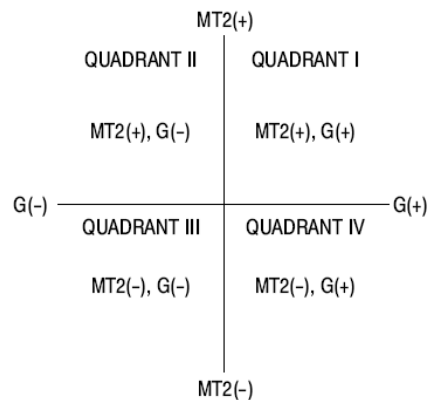 MT2(+)
QUADRANT II QUADRANT I
MT2(+), G(–) MT2(+), G(+)
G(–) G(+)
QUADRANT III QUADRANT IV
MT2(–), G(–) MT2(–), G(+)
MT2(–)